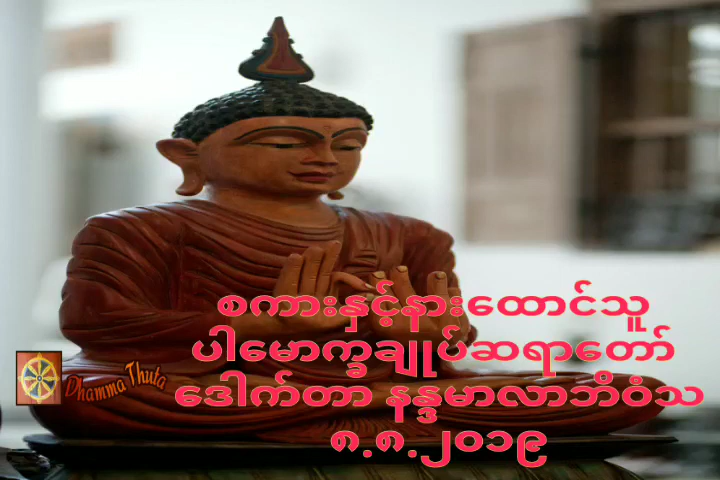 စကားနှင့်နားထောင်သူ
ပါမောက္ခချုပ်ဆရာတော်
ဒေါက်တာ နန္ဒမာလာဘိဝံသ
၈.၈.၂၀၁၉
Dhamma Thuta